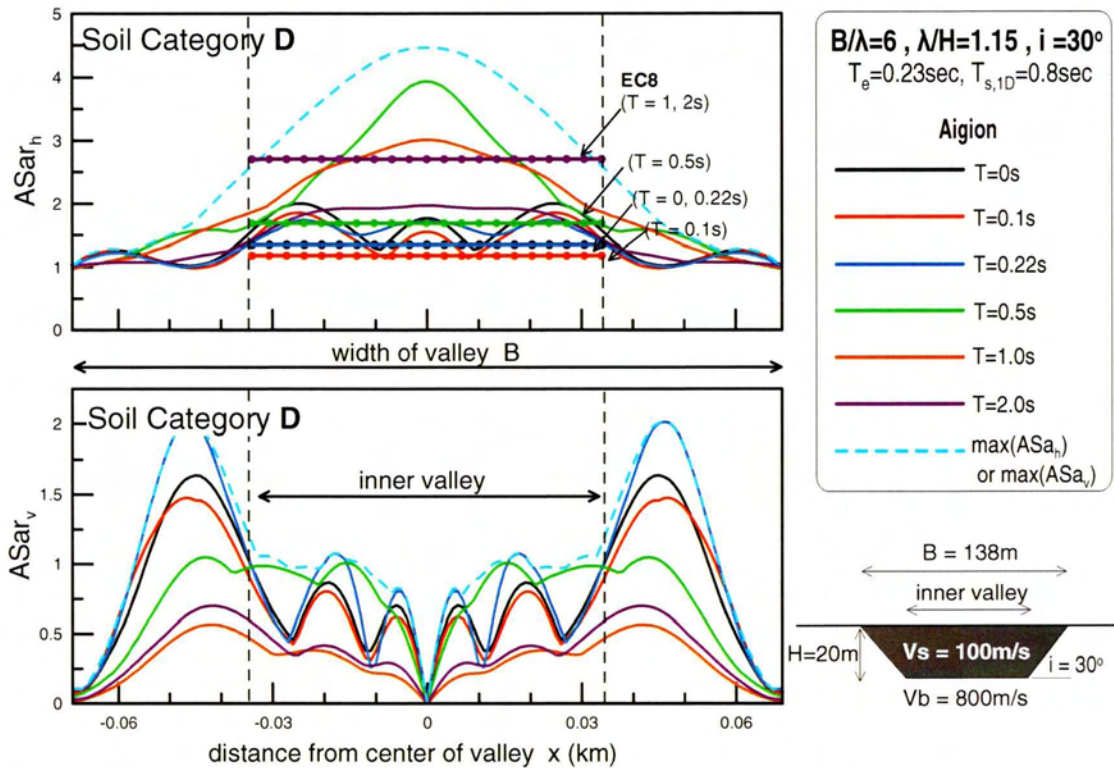 Soil Category D
5
4
3
2
1
0
ASar_h
EC8
(T = 1, 2s)
(T = 0.5s)
(T = 0, 0.22s)
(T = 0.1s)
width of valley B
Soil Category D
2
1.5
1
0.5
0
ASar_v
inner valley
-0.06
-0.03
0
0.03
0.06
distance from center of valley x (km)
B/λ=6 , λ/H=1.15 , i =30°
T_e=0.23sec, T_s,1D=0.8sec
Aigion
T=0s
T=0.1s
T=0.22s
T=0.5s
T=1.0s
T=2.0s
max(ASa_h)
or max(ASa_v)
B = 138m
inner valley
H=20m
Vs = 100m/s
i = 30°
Vb = 800m/s